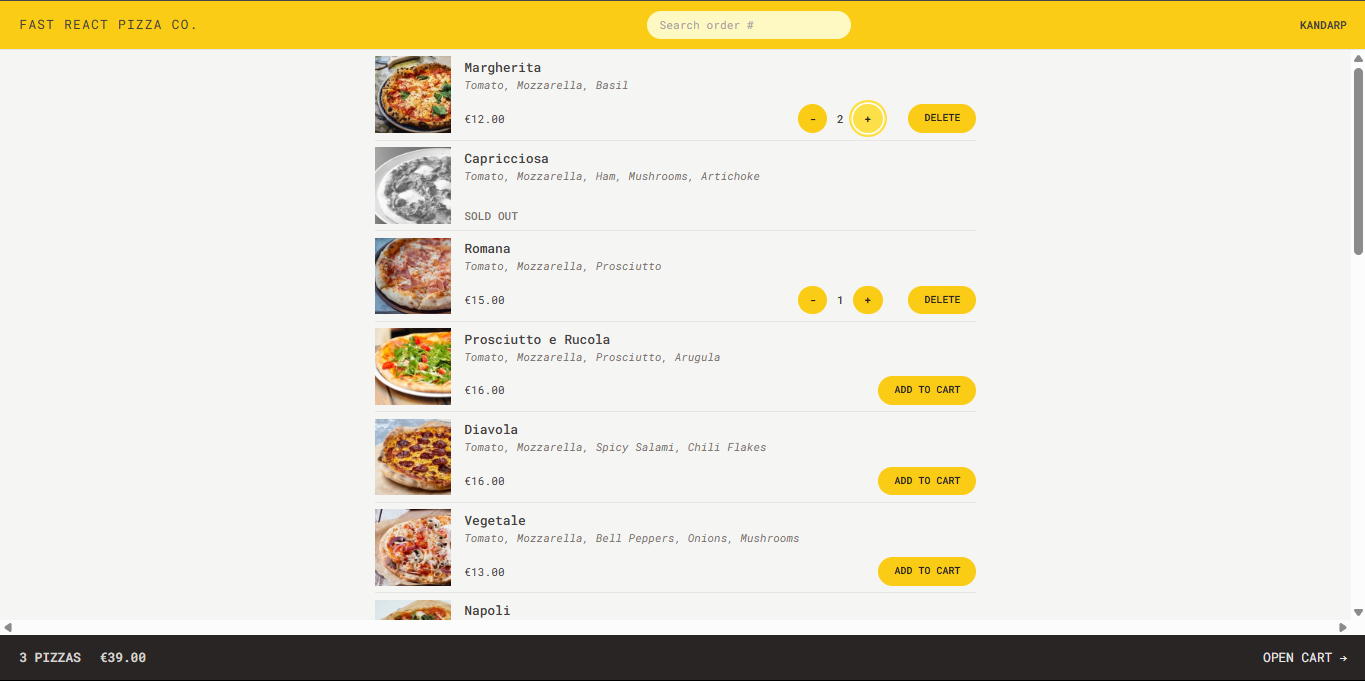 FAST REACT PIZZA CO.
Search order #
KANDARP
Margherita
Tomato, Mozzarella, Basil
€12.00
- 2 + DELETE
Capricciosa
Tomato, Mozzarella, Ham, Mushrooms, Artichoke
SOLD OUT
Romana
Tomato, Mozzarella, Prosciutto
€15.00
- 1 + DELETE
Prosciutto e Rucola
Tomato, Mozzarella, Prosciutto, Arugula
€16.00
ADD TO CART
Diavola
Tomato, Mozzarella, Spicy Salami, Chili Flakes
€16.00
ADD TO CART
Vegetale
Tomato, Mozzarella, Bell Peppers, Onions, Mushrooms
€13.00
ADD TO CART
Napoli
3 PIZZAS €39.00
OPEN CART →